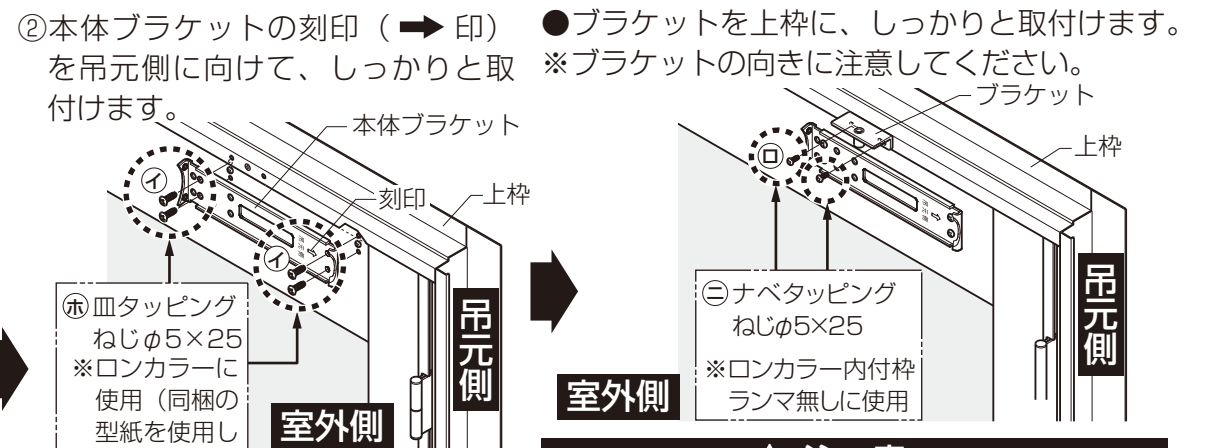 ②本体ブラケットの刻印（➡印）
を吊元側に向けて、しっかりと取
付けます。
本体ブラケット
刻印
上枠
㋑
㋑
吊元側
㋭皿タッピング
ねじφ5×25
※ロンカラーに
使用（同梱の
型紙を使用し
室外側
吊元側
●ブラケットを上枠に、しっかりと取付けます。
※ブラケットの向きに注意してください。
ブラケット
上枠
ロ
吊元側
㋥ナベタッピング
ねじφ5×25
※ロンカラー内付枠
ランマ無しに使用
室外側
吊元側